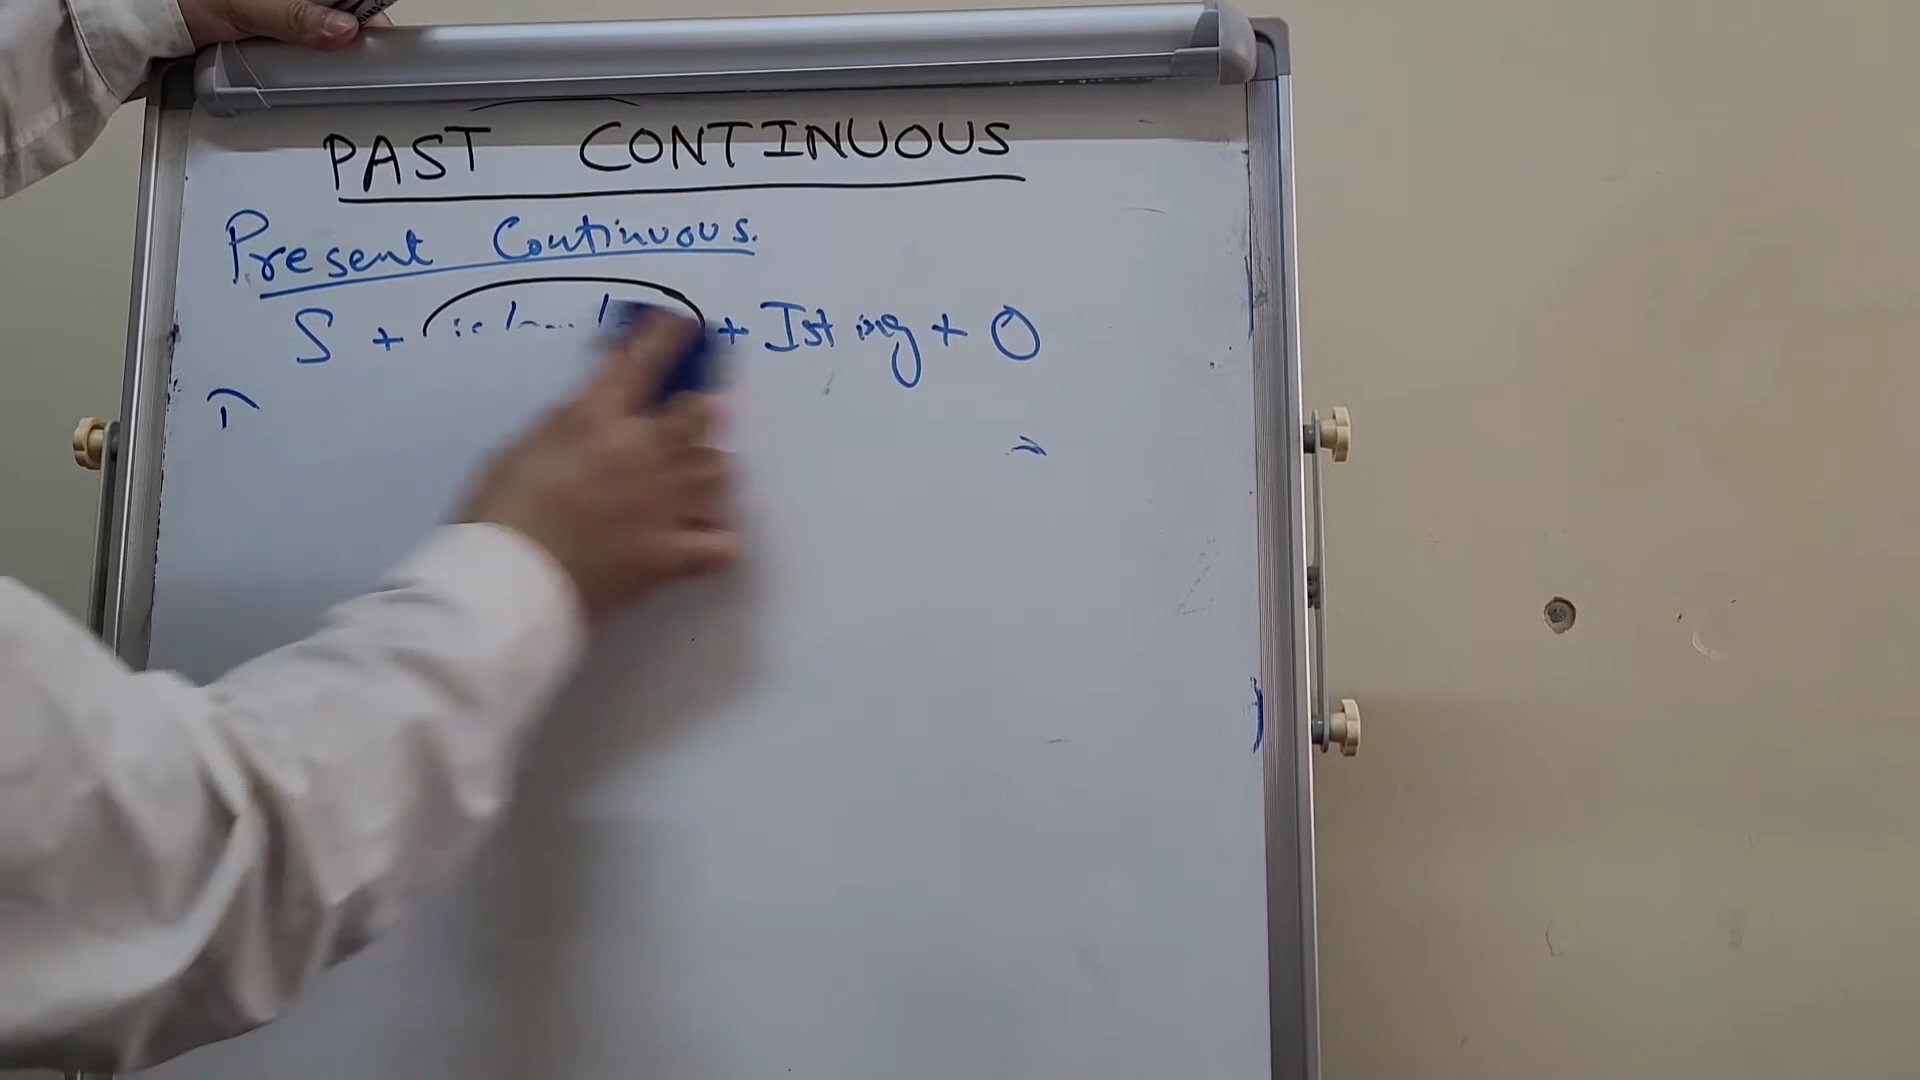 PAST CONTINUOUS
Present Continuous.
S + + Ist ing + O